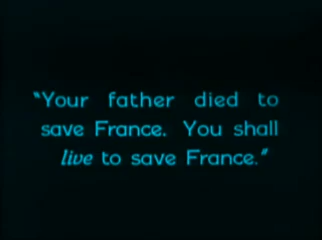 "Your father died to
save France. You shall
live to save France."